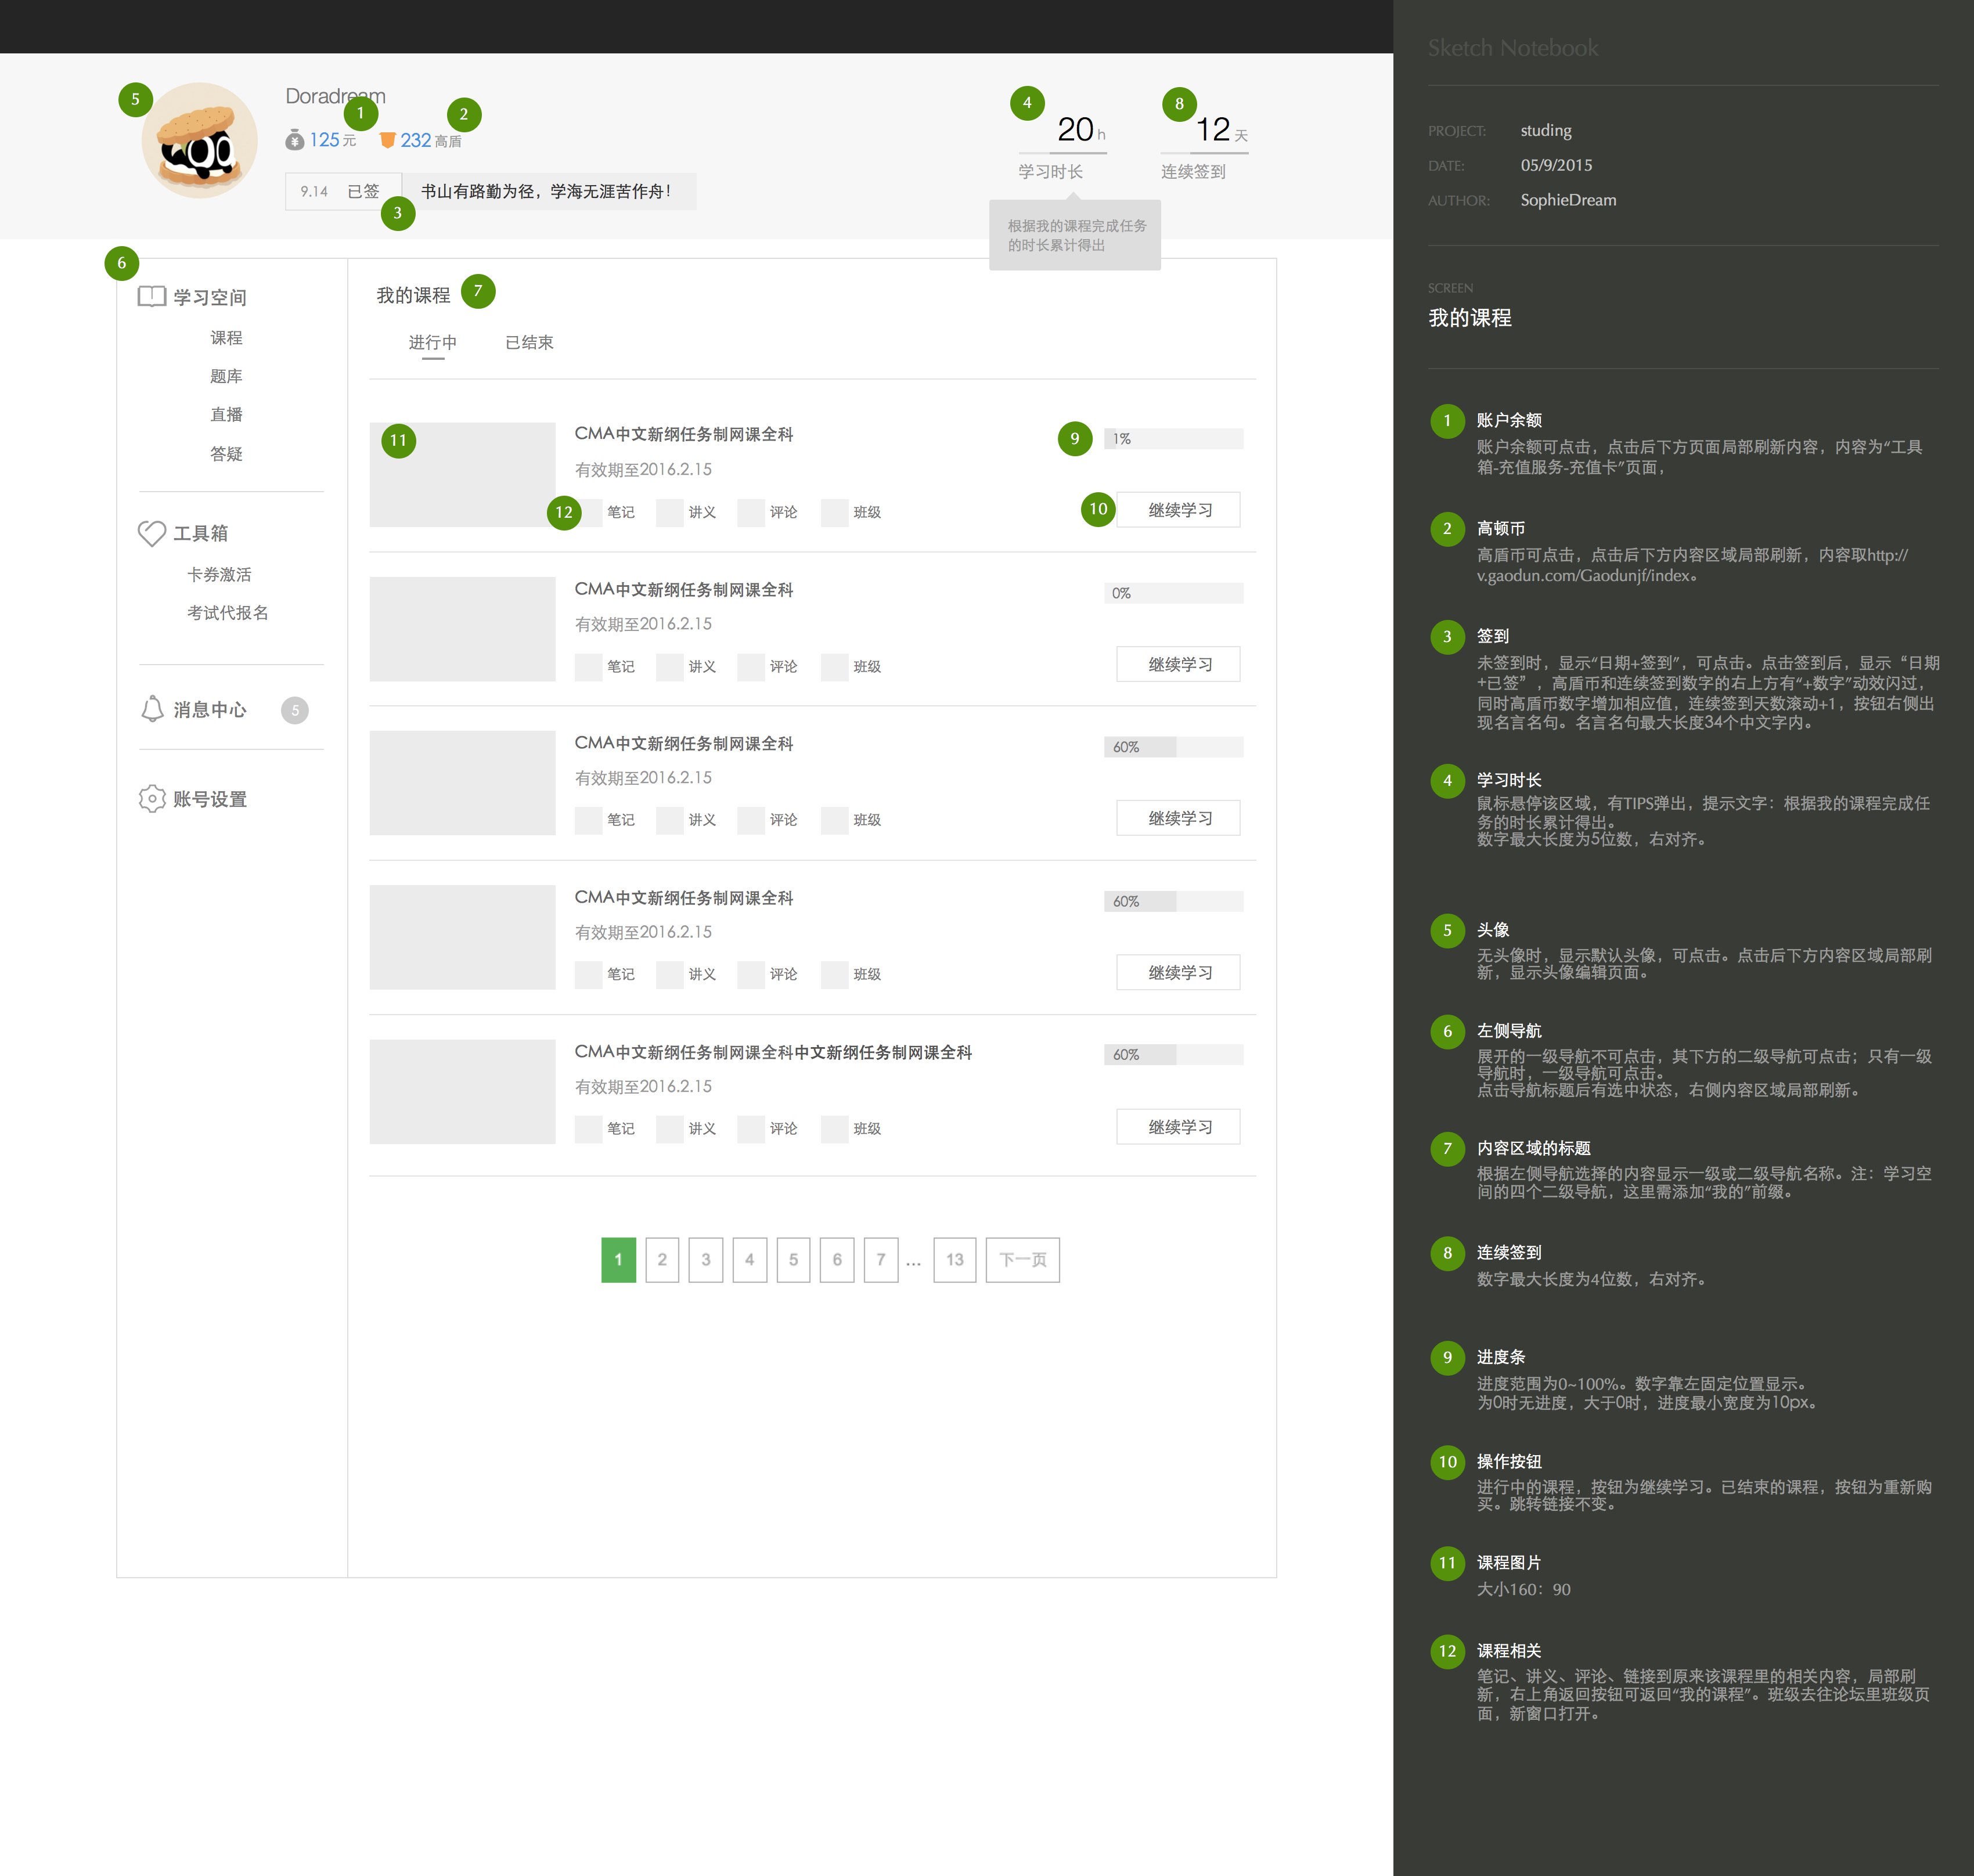 Doradream
125元
232高盾
9.14 已签
书山有路勤为径，学海无涯苦作舟！
20 h
学习时长
12 天
连续签到
根据我的课程完成任务
的时长累计得出
5
1
2
3
4
8
6
学习空间
课程
题库
直播
答疑
工具箱
卡券激活
考试代报名
消息中心 5
账号设置
我的课程 7
进行中 已结束
11
CMA中文新纲任务制网课全科
9 1%
有效期至2016.2.15
12 笔记 讲义 评论 班级
10 继续学习
CMA中文新纲任务制网课全科
0%
有效期至2016.2.15
笔记 讲义 评论 班级
继续学习
CMA中文新纲任务制网课全科
60%
有效期至2016.2.15
笔记 讲义 评论 班级
继续学习
CMA中文新纲任务制网课全科
60%
有效期至2016.2.15
笔记 讲义 评论 班级
继续学习
CMA中文新纲任务制网课全科中文新纲任务制网课全科
60%
有效期至2016.2.15
笔记 讲义 评论 班级
继续学习
1 2 3 4 5 6 7 ... 13 下一页
Sketch Notebook
PROJECT: studing
DATE: 05/9/2015
AUTHOR: SophieDream
SCREEN
我的课程
1 账户余额
账户余额可点击，点击后下方页面局部刷新内容，内容为“工具
箱-充值服务-充值卡”页面，
2 高顿币
高盾币可点击，点击后下方内容区域局部刷新，内容取http://
v.gaodun.com/Gaodunjf/index。
3 签到
未签到时，显示“日期+签到”，可点击。点击签到后，显示“日期
+已签”，高盾币和连续签到数字的右上方有“+数字”动效闪过，
同时高盾币数字增加相应值，连续签到天数滚动+1，按钮右侧出
现名言名句。名言名句最大长度34个中文字内。
4 学习时长
鼠标悬停该区域，有TIPS弹出，提示文字：根据我的课程完成任
务的时长累计得出。
数字最大长度为5位数，右对齐。
5 头像
无头像时，显示默认头像，可点击。点击后下方内容区域局部刷
新，显示头像编辑页面。
6 左侧导航
展开的一级导航不可点击，其下方的二级导航可点击；只有一级
导航时，一级导航可点击。
点击导航标题后有选中状态，右侧内容区域局部刷新。
7 内容区域的标题
根据左侧导航选择的内容显示一级或二级导航名称。注：学习空
间的四个二级导航，这里需添加“我的”前缀。
8 连续签到
数字最大长度为4位数，右对齐。
9 进度条
进度范围为0~100%。数字靠左固定位置显示。
为0时无进度，大于0时，进度最小宽度为10px。
10 操作按钮
进行中的课程，按钮为继续学习。已结束的课程，按钮为重新购
买。跳转链接不变。
11 课程图片
大小160：90
12 课程相关
笔记、讲义、评论、链接到原来该课程里的相关内容，局部刷
新，右上角返回按钮可返回“我的课程”。班级去往论坛里班级页
面，新窗口打开。